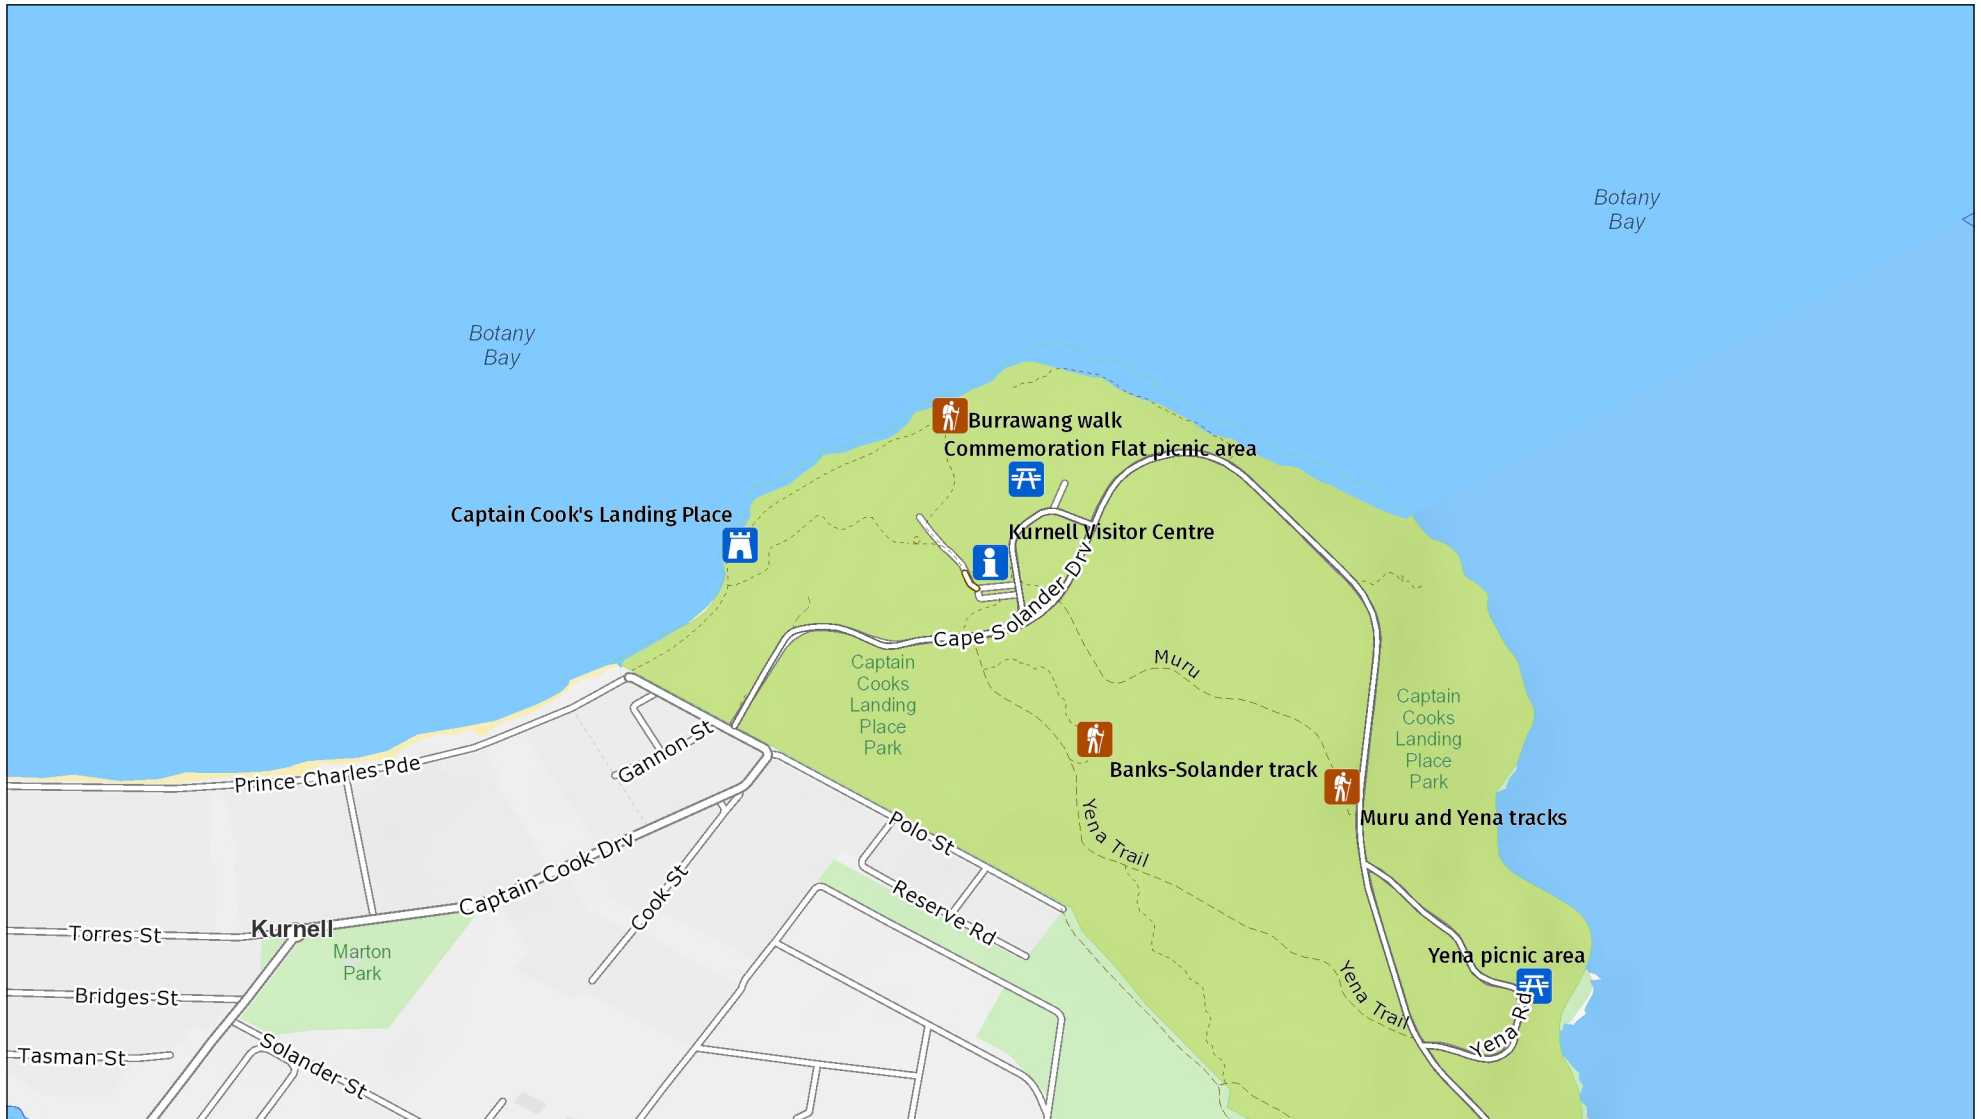 Botany
Bay
Botany
Bay
Burrawang walk
Commemoration Flat picnic area
Captain Cook's Landing Place
Kurnell Visitor Centre
Cape Solander Drv
Muru
Captain
Cooks
Landing
Place
Park
Captain
Cooks
Landing
Place
Park
Gannon St
Prince Charles Pde
Banks-Solander track
Muru and Yena tracks
Yena Trail
Polo St
Captain Cook Drv
Cook St
Reserve Rd
Kurnell
Torres St
Marton
Park
Yena picnic area
Yena Trail
Yena Rd
Bridges St
Solander St
Tasman St